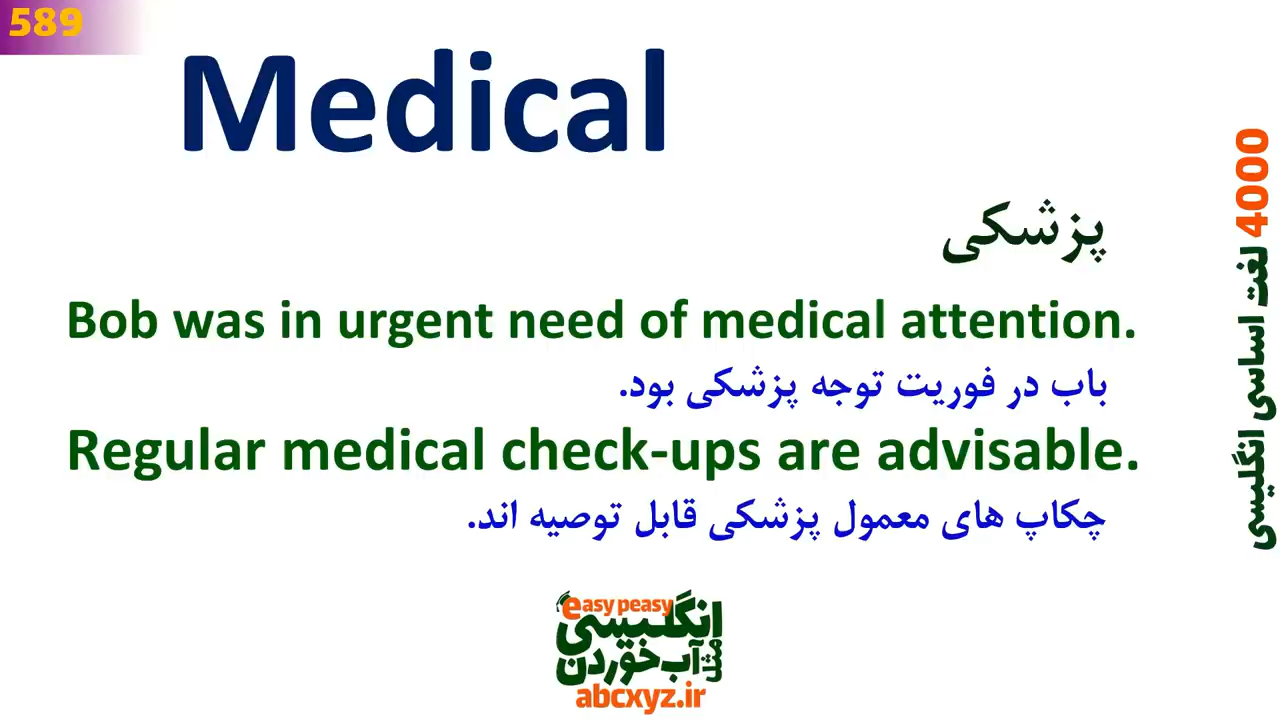 589
Medical
پزشکی
Bob was in urgent need of medical attention.
باب در فوریت توجه پزشکی بود.
Regular medical check-ups are advisable.
چکاپ های معمول پزشکی قابل توصیه اند.
4000 لغت اساسی انگلیسی
easy peasy
انگلیسی
مثل آب خوردن
abcxyz.ir